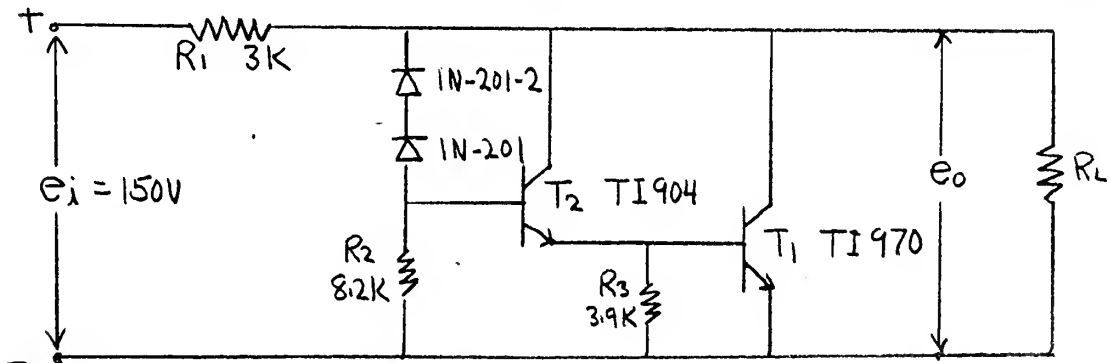 +
R1 3K
IN-201-2
IN-201
ei = 150V
T2 TI904
eo
RL
R2
8.2K
R3
3.9K
T1 TI970
-